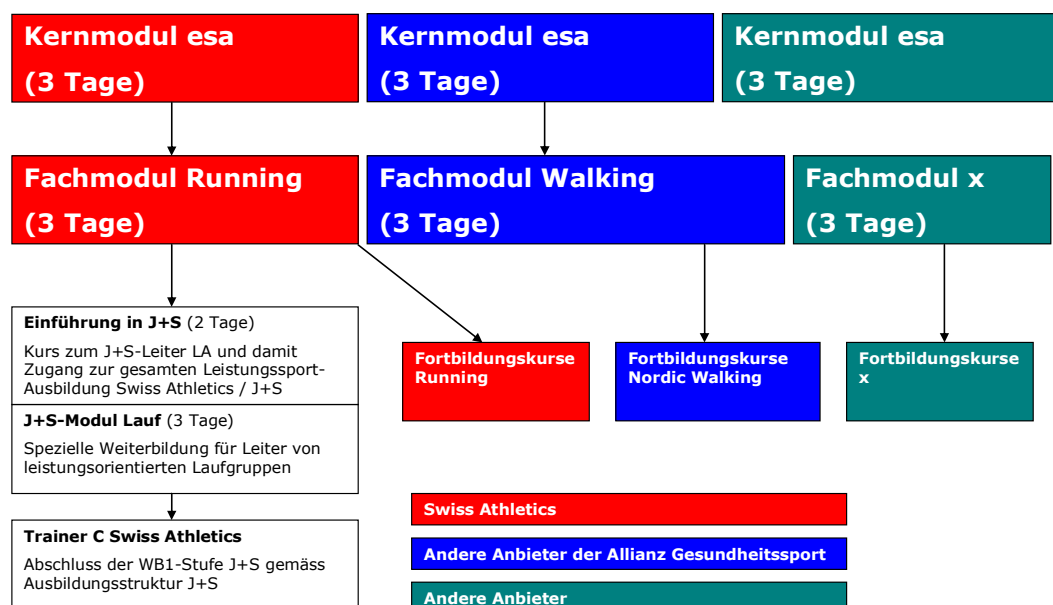 Kernmodul esa
(3 Tage)
Kernmodul esa
(3 Tage)
Kernmodul esa
(3 Tage)
Fachmodul Running
(3 Tage)
Fachmodul Walking
(3 Tage)
Fachmodul x
(3 Tage)
Einführung in J+S (2 Tage)
Kurs zum J+S-Leiter LA und damit
Zugang zur gesamten Leistungssport-
Ausbildung Swiss Athletics / J+S
J+S-Modul Lauf (3 Tage)
Spezielle Weiterbildung für Leiter von
leistungsorientierten Laufgruppen
Trainer C Swiss Athletics
Abschluss der WB1-Stufe J+S gemäss
Ausbildungsstruktur J+S
Fortbildungskurse
Running
Fortbildungskurse
Nordic Walking
Fortbildungskurse
x
Swiss Athletics
Andere Anbieter der Allianz Gesundheitssport
Andere Anbieter